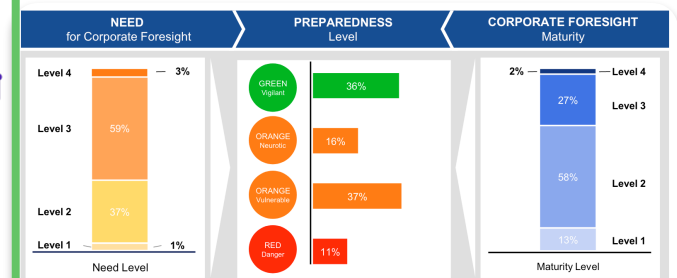 NEED
for Corporate Foresight
PREPAREDNESS
Level
CORPORATE FORESIGHT
Maturity
Level 4
3%
Level 3
59%
Level 2
37%
Level 1
1%
Need Level
GREEN
Vigilant
36%
ORANGE
Neurotic
16%
ORANGE
Vulnerable
37%
RED
Danger
11%
2%
Level 4
27%
Level 3
58%
Level 2
13%
Level 1
Maturity Level